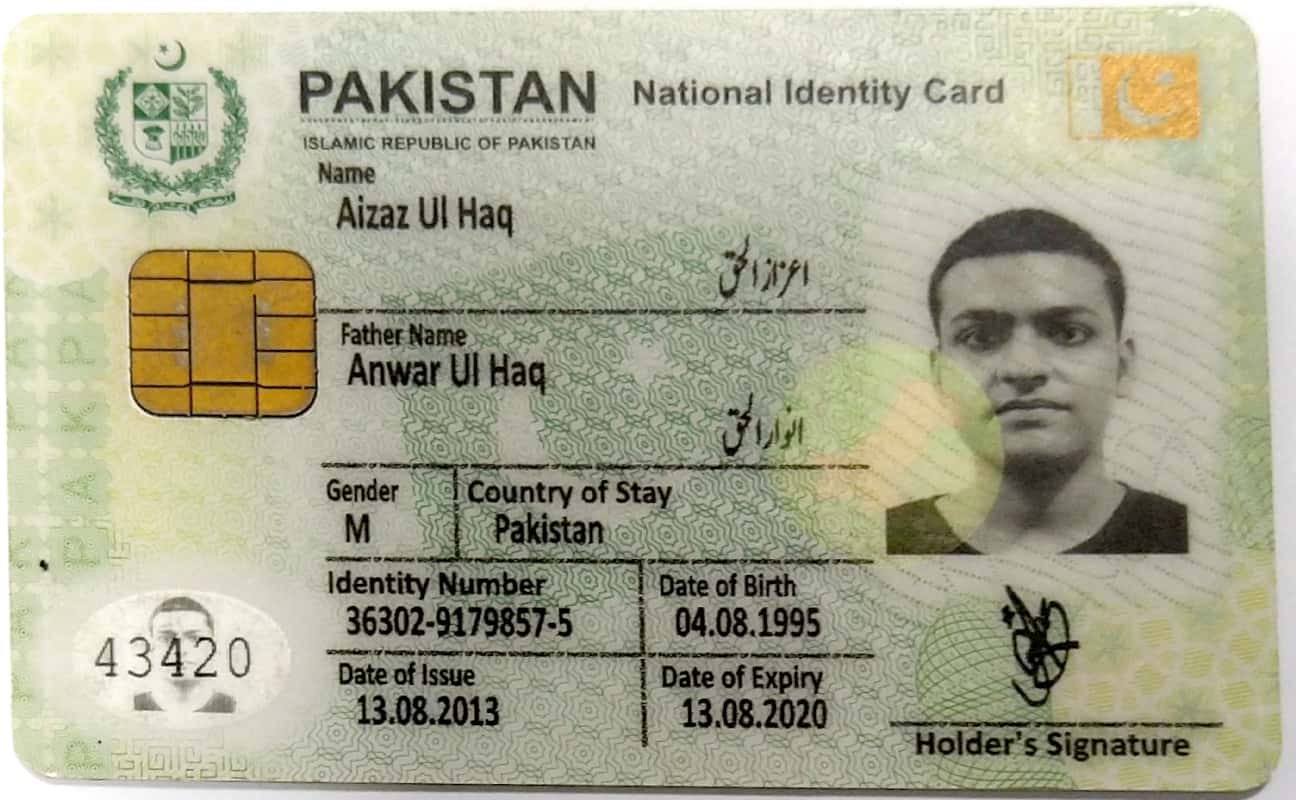 PAKISTAN National Identity Card
ISLAMIC REPUBLIC OF PAKISTAN
Name
Aizaz Ul Haq
اعزاز الحق
Father Name
Anwar Ul Haq
انوار الحق
Gender Country of Stay
M Pakistan
Identity Number Date of Birth
36302-9179857-5 04.08.1995
43420
Date of Issue Date of Expiry
13.08.2013 13.08.2020
Holder's Signature